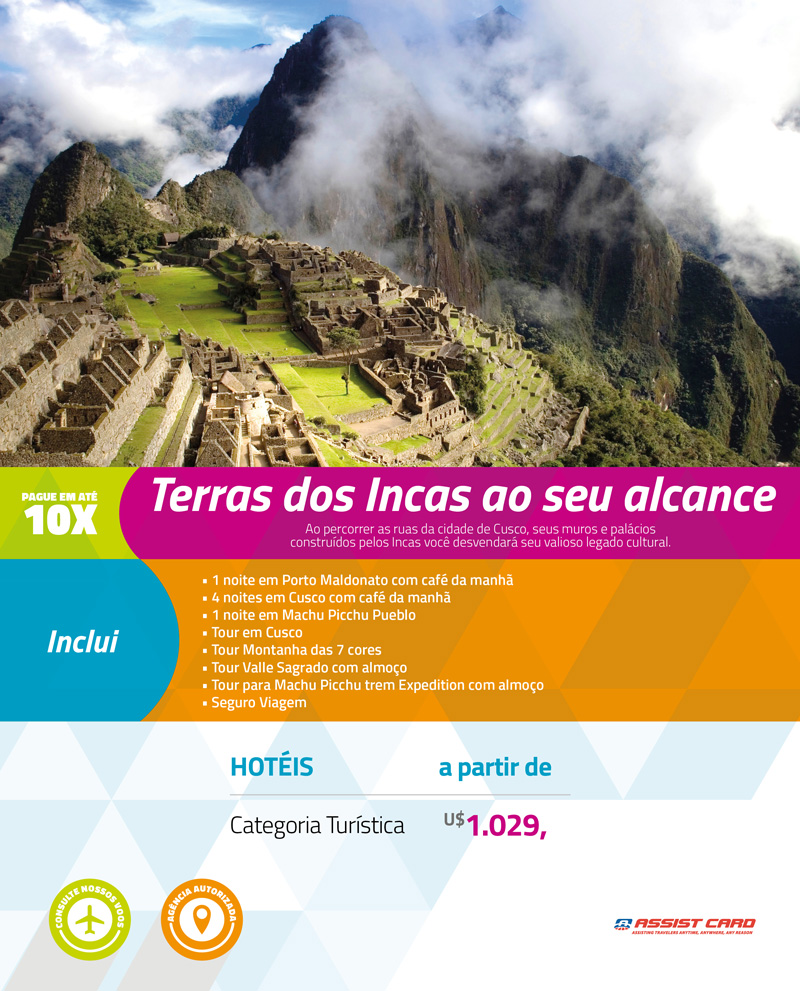 PAGUE EM ATÉ
10X
Terras dos Incas ao seu alcance
Ao percorrer as ruas da cidade de Cusco, seus muros e palácios
construídos pelos Incas você desvendará seu valioso legado cultural.
Inclui
• 1 noite em Porto Maldonato com café da manhã
• 4 noites em Cusco com café da manhã
• 1 noite em Machu Picchu Pueblo
• Tour em Cusco
• Tour Montanha das 7 cores
• Tour Valle Sagrado com almoço
• Tour para Machu Picchu trem Expedition com almoço
• Seguro Viagem
HOTÉIS a partir de
Categoria Turística U$1.029,
CONSULTE NOSSOS VOOS
AGÊNCIA AUTORIZADA
ASSIST CARD
ASSISTING TRAVELERS ANYTIME, ANYWHERE, ANY REASON